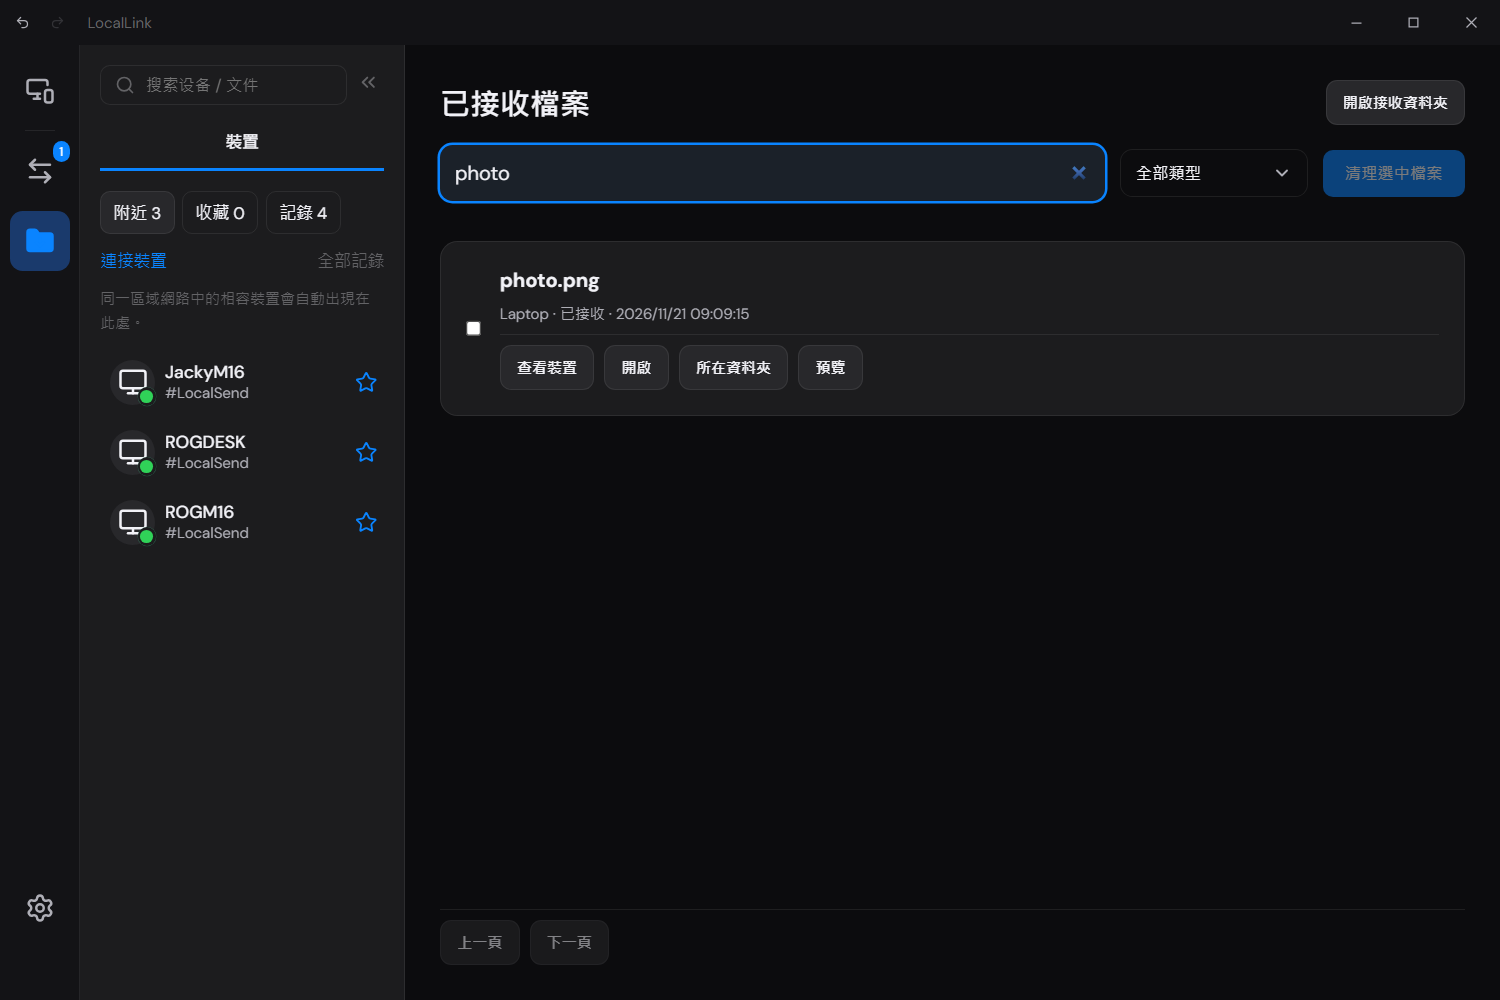 LocalLink
1
搜索设备 / 文件
裝置
附近 3
收藏 0
記錄 4
連接裝置
全部記錄
同一區域網路中的相容裝置會自動出現在
此處。
JackyM16
#LocalSend
ROGDESK
#LocalSend
ROGM16
#LocalSend
已接收檔案
開啟接收資料夾
photo
全部類型
清理選中檔案
photo.png
Laptop · 已接收 · 2026/11/21 09:09:15
查看裝置
開啟
所在資料夾
預覽
上一頁
下一頁